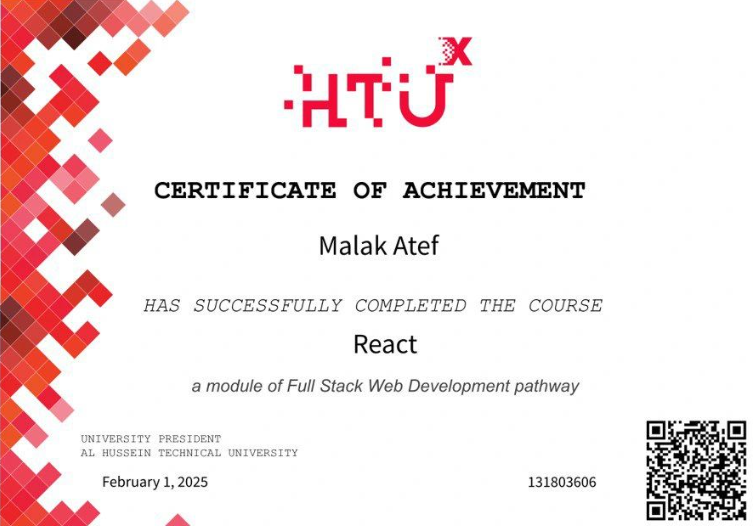 HTUX
CERTIFICATE OF ACHIEVEMENT
Malak Atef
HAS SUCCESSFULLY COMPLETED THE COURSE
React
a module of Full Stack Web Development pathway
UNIVERSITY PRESIDENT
AL HUSSEIN TECHNICAL UNIVERSITY
February 1, 2025
131803606